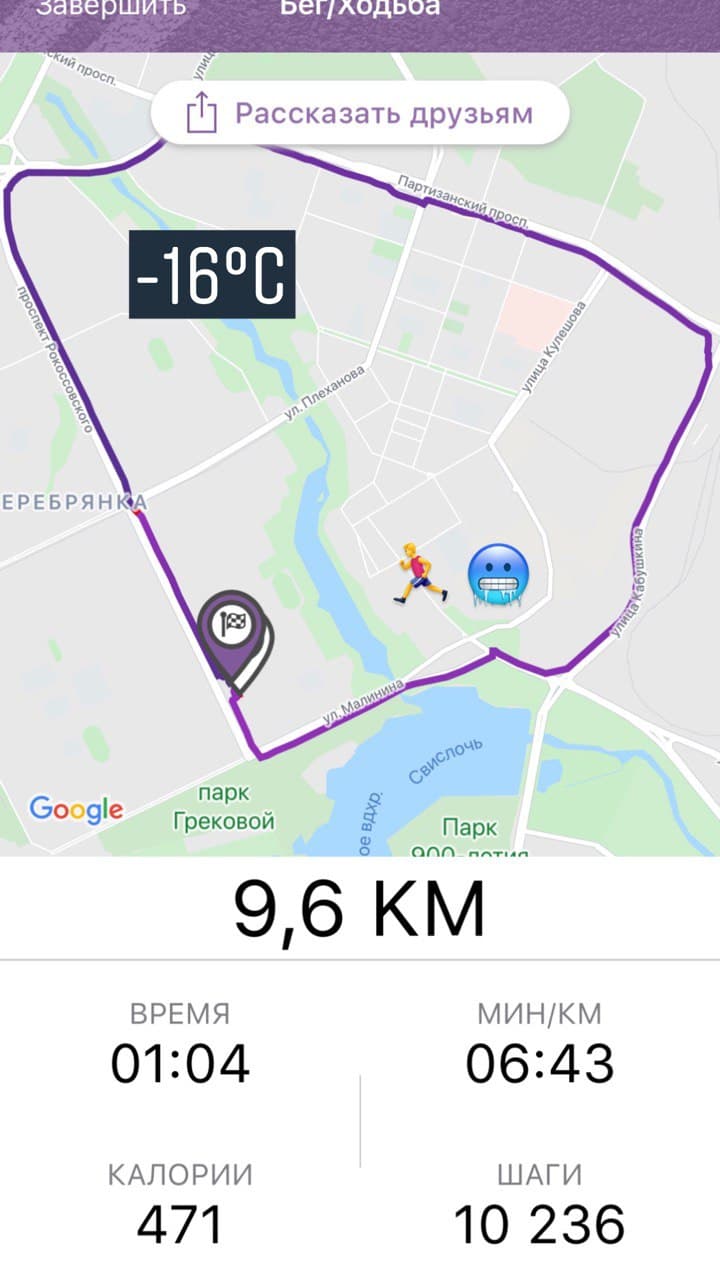 Завершить
Бег/Ходьба
ский просп.
улиц
Рассказать друзьям
Партизанский просп.
-16°C
проспект Рокоссовского
улица Кулешова
ул. Плеханова
ЕРЕБРЯНКА
улица Кабушкина
ул. Малинина
Свислочь
Google
парк
Грековой
ое вдхр.
Парк
900-летия
9,6 КМ
ВРЕМЯ
МИН/КМ
01:04
06:43
КАЛОРИИ
ШАГИ
471
10 236